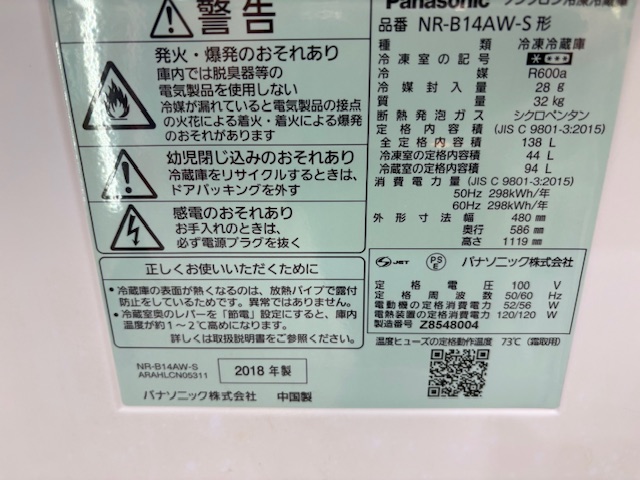 警告
発火・爆発のおそれあり
庫内では脱臭器等の
電気製品を使用しない
冷媒が漏れていると電気製品の接点
の火花による着火・着火による爆発
のおそれがあります
幼児閉じ込みのおそれあり
冷蔵庫をリサイクルするときは、
ドアパッキングを外す
感電のおそれあり
お手入れのときは、
必ず電源プラグを抜く
正しくお使いいただくために
・冷蔵庫の表面が熱くなるのは、放熱パイプで露付
防止をしているためです。異常ではありません。
・冷蔵室奥のレバーを「節電」設定にすると、庫内
温度が約1~2℃高めになります。
詳しくは取扱説明書をご参照ください。
NR-B14AW-S
ARAHLCN05311
2018 年製
パナソニック株式会社 中国製
Panasonic ノンフロン冷凍冷蔵庫
品番 NR-B14AW-S 形
種類 冷凍冷蔵庫
冷凍室の記号
冷媒 R600a
冷媒封入量 28 g
質量 32 kg
断熱発泡ガス シクロペンタン
定格内容積 (JIS C 9801-3:2015)
全定格内容積 138 L
冷凍室の定格内容積 44 L
冷蔵室の定格内容積 94 L
消費電力量 (JIS C 9801-3:2015)
50Hz 298kWh/年
60Hz 298kWh/年
外形寸法 幅 480 mm
奥行 586 mm
高さ 1119 mm
S JET PS E パナソニック株式会社
定格電圧 100 V
定格周波数 50/60 Hz
電動機の定格消費電力 52/56 W
電熱装置の定格消費電力 120/120 W
製造番号 Z8548004
温度ヒューズの定格動作温度 73℃ (霜取用)